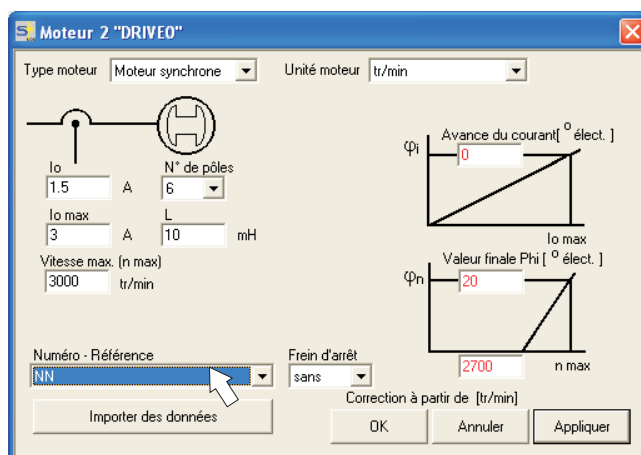 Moteur 2 "DRIVE0"
Type moteur Moteur synchrone Unité moteur tr/min
Io N° de pôles
1.5 A 6
Io max L
3 A 10 mH
Vitesse max. (n max)
3000 tr/min
Avance du courant[ ° élect. ]
φi 0
Io max
Valeur finale Phi [ ° élect. ]
φn 20
2700 n max
Correction à partir de [tr/min]
Numéro - Référence Frein d'arrêt
NN sans
Importer des données
OK Annuler Appliquer